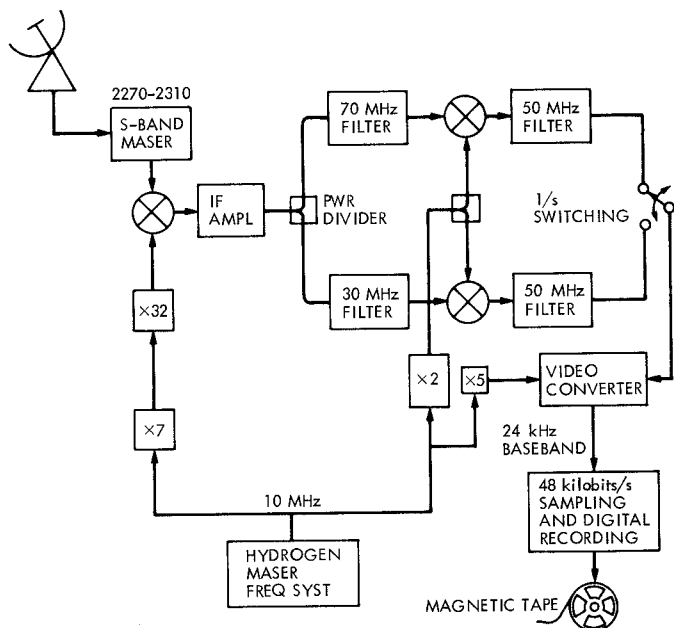 2270-2310
S-BAND
MASER
IF
AMPL
PWR
DIVIDER
70 MHz
FILTER
50 MHz
FILTER
1/s
SWITCHING
30 MHz
FILTER
50 MHz
FILTER
×32
×7
×2
×5
VIDEO
CONVERTER
24 kHz
BASEBAND
10 MHz
48 kilobits/s
SAMPLING
AND DIGITAL
RECORDING
HYDROGEN
MASER
FREQ SYST
MAGNETIC TAPE